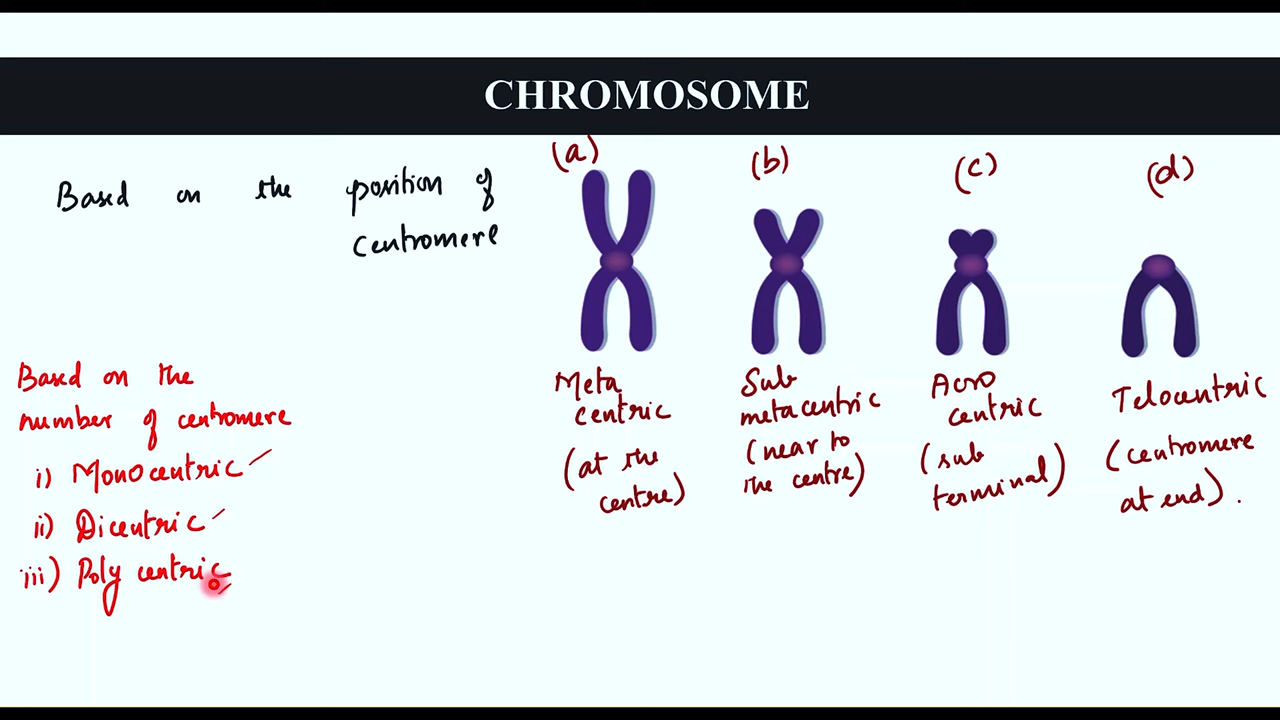 CHROMOSOME
Based on the position of
centromere
(a)
(b)
(c)
(d)
Meta
centric
(at the
centre)
Sub
metacentric
(near to
the centre)
Acro
centric
(sub
terminal)
Telocentric
(centromere
at end).
Based on the
number of centromere
i) Monocentric
ii) Dicentric
iii) Poly centric